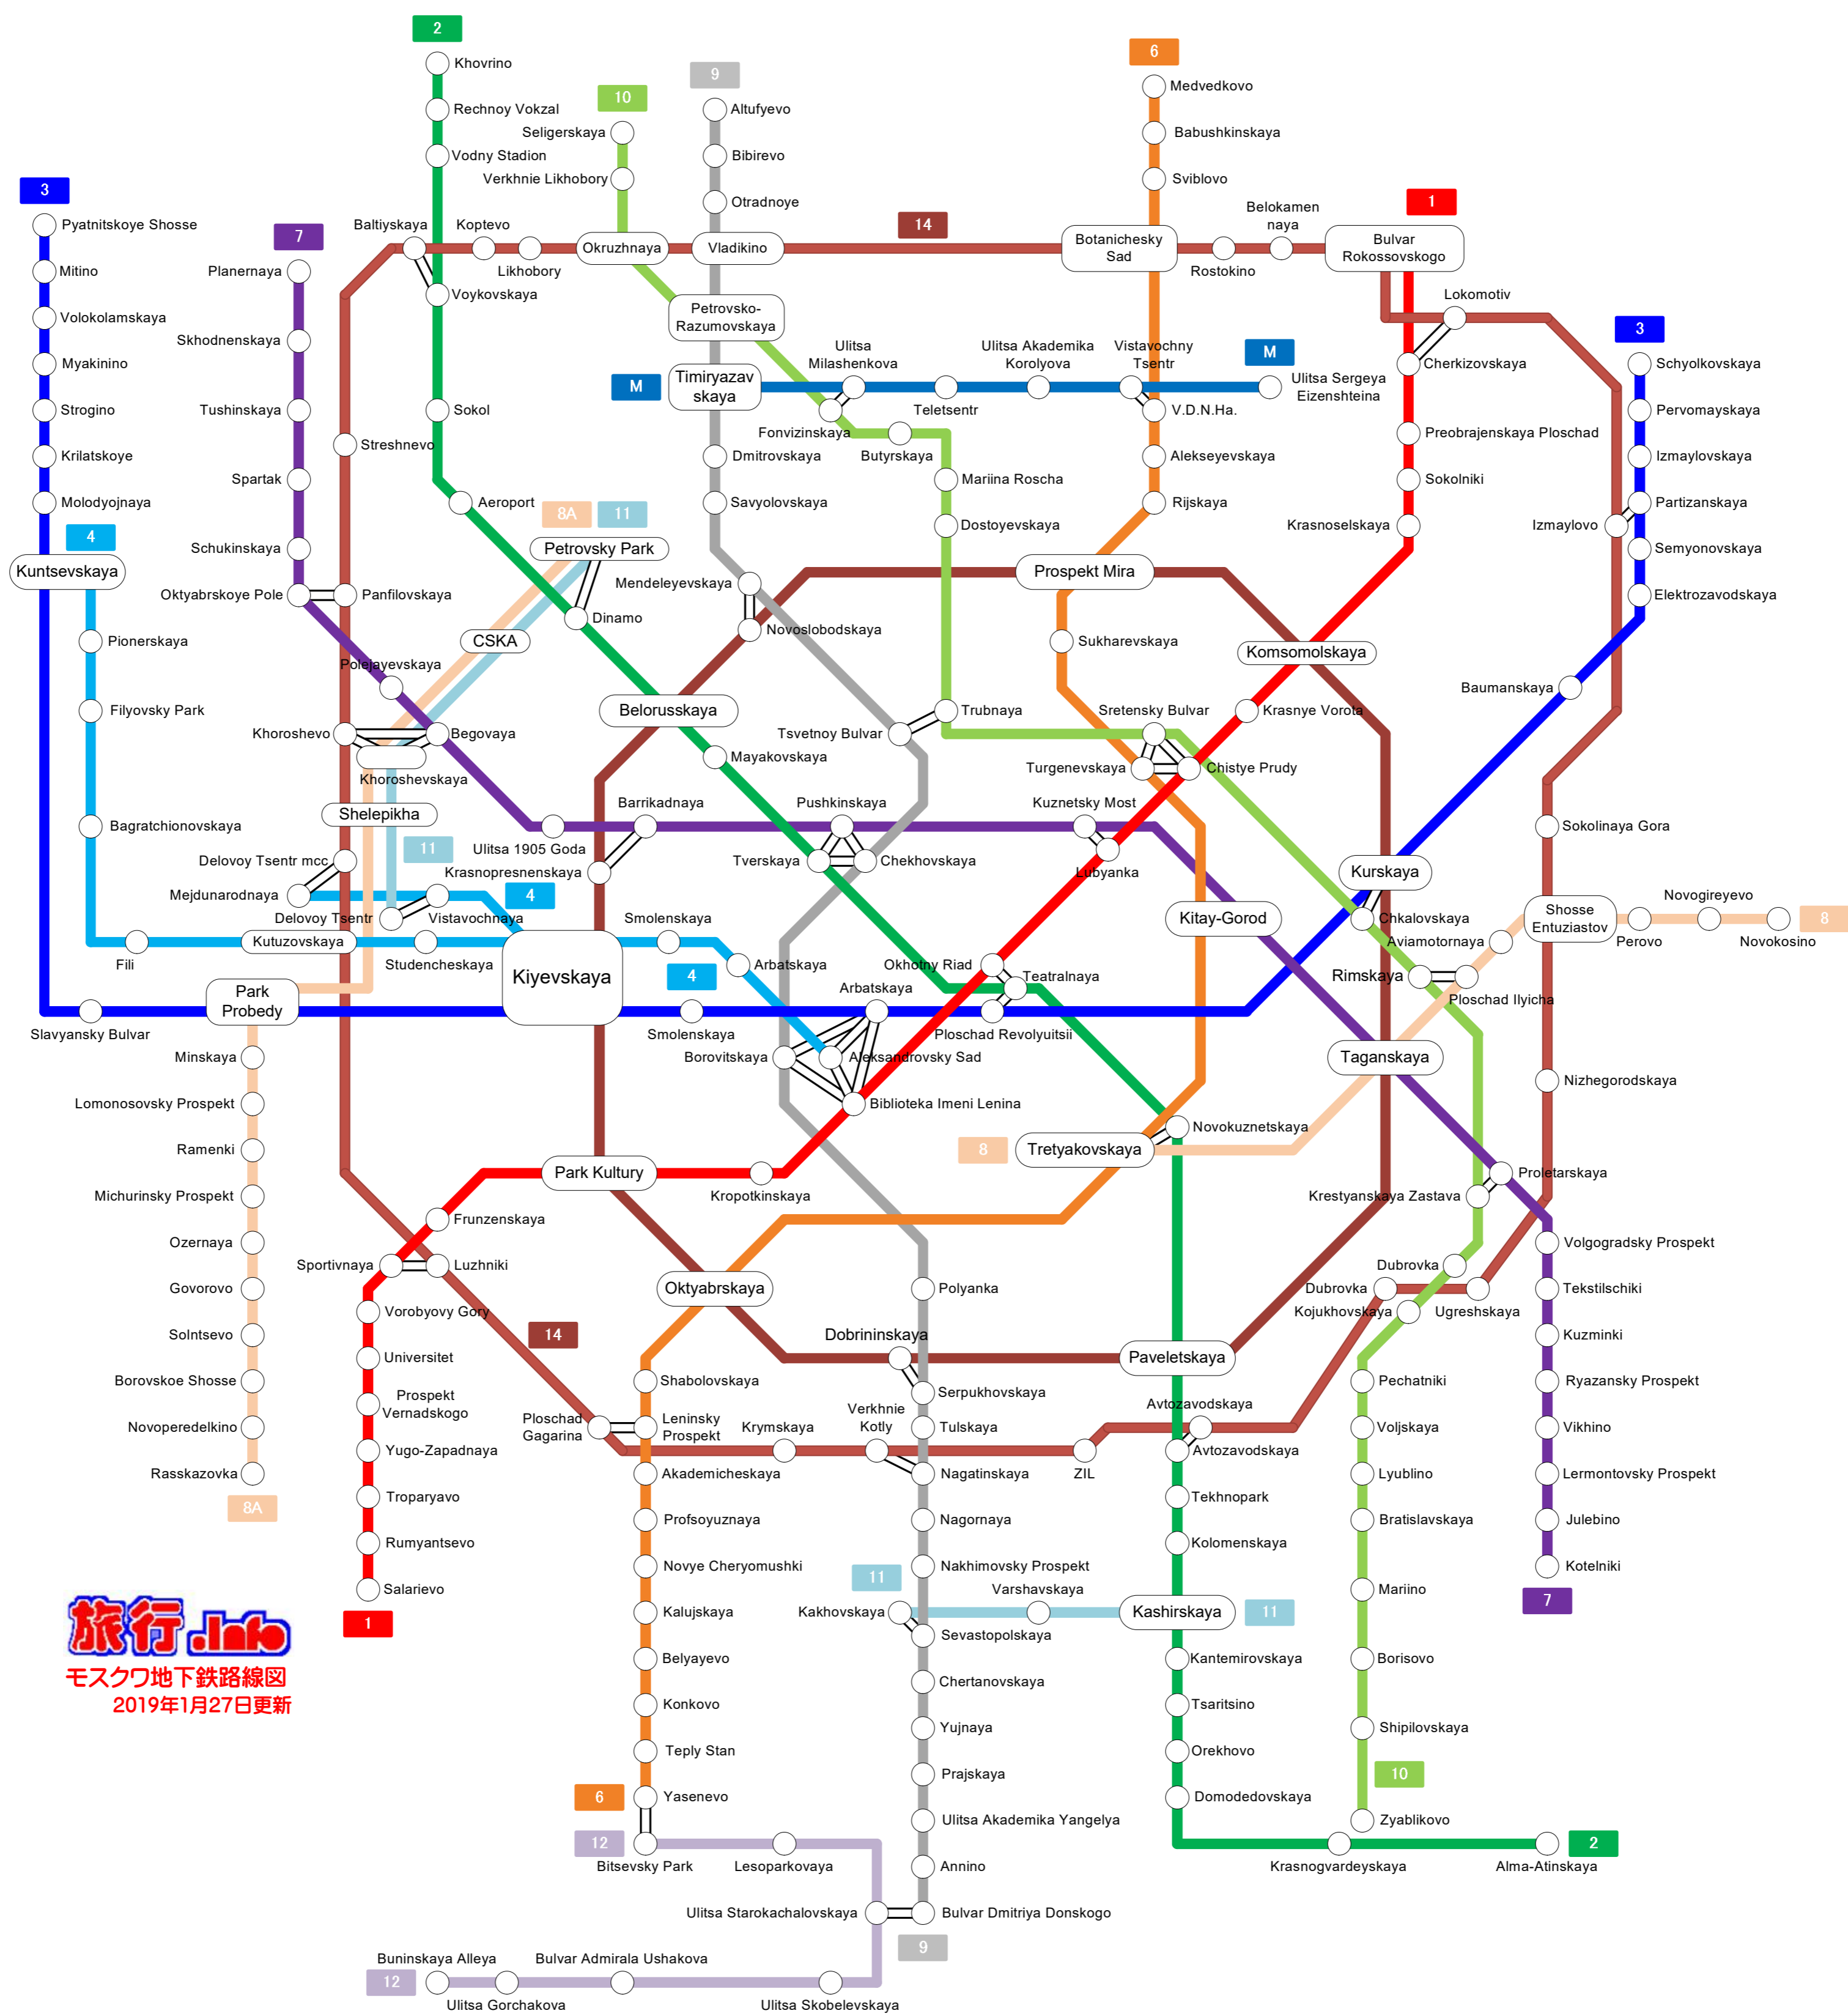 2
6
Khovrino
9
Medvedkovo
10
Rechnoy Vokzal
Altufyevo
Seligerskaya
Babushkinskaya
Vodny Stadion
Bibirevo
Verkhnie Likhobory
Sviblovo
3
1
Otradnoye
Belokamen
naya
Pyatnitskoye Shosse
7
Baltiyskaya
Koptevo
14
Okruzhnaya
Vladikino
Botanichesky
Sad
Bulvar
Rokossovskogo
Planernaya
Mitino
Likhobory
Rostokino
Voykovskaya
Lokomotiv
Petrovsko-
Razumovskaya
Volokolamskaya
3
Skhodnenskaya
Ulitsa
Milashenkova
Ulitsa Akademika
Korolyova
Vistavochny
Tsentr
M
Myakinino
Cherkizovskaya
Schyolkovskaya
M
Timiryazav
skaya
Ulitsa Sergeya
Eizenshteina
Strogino
Tushinskaya
Sokol
Teletsentr
V.D.N.Ha.
Pervomayskaya
Fonvizinskaya
Butyrskaya
Preobrajenskaya Ploschad
Streshnevo
Krilatskoye
Dmitrovskaya
Alekseyevskaya
Izmaylovskaya
Spartak
Mariina Roscha
Sokolniki
Molodyojnaya
Aeroport
Savyolovskaya
Rijskaya
Partizanskaya
8A
11
4
Dostoyevskaya
Krasnoselskaya
Izmaylovo
Schukinskaya
Petrovsky Park
Semyonovskaya
Kuntsevskaya
Prospekt Mira
Mendeleyevskaya
Oktyabrskoye Pole
Panfilovskaya
Elektrozavodskaya
Dinamo
Novoslobodskaya
Pionerskaya
CSKA
Sukharevskaya
Komsomolskaya
Polejayevskaya
Baumanskaya
Filyovsky Park
Belorusskaya
Trubnaya
Sretensky Bulvar
Krasnye Vorota
Khoroshevo
Begovaya
Tsvetnoy Bulvar
Mayakovskaya
Turgenevskaya
Chistye Prudy
Khoroshevskaya
Barrikadnaya
Pushkinskaya
Kuznetsky Most
Shelepikha
Bagratchionovskaya
Sokolinaya Gora
11
Ulitsa 1905 Goda
Delovoy Tsentr mcc
Tverskaya
Chekhovskaya
Lubyanka
Krasnopresnenskaya
Kurskaya
Mejdunarodnaya
4
Novogireyevo
Delovoy Tsentr
Vistavochnaya
Smolenskaya
Kitay-Gorod
Chkalovskaya
Shosse
Entuziastov
8
Kutuzovskaya
Aviamotornaya
Perovo
Novokosino
Fili
Studencheskaya
Kiyevskaya
Arbatskaya
Okhotny Riad
4
Teatralnaya
Rimskaya
Park
Probedy
Arbatskaya
Ploschad Ilyicha
Slavyansky Bulvar
Smolenskaya
Ploschad Revolyuitsii
Minskaya
Borovitskaya
Aleksandrovsky Sad
Taganskaya
Nizhegorodskaya
Lomonosovsky Prospekt
Biblioteka Imeni Lenina
Novokuznetskaya
Ramenki
8
Tretyakovskaya
Park Kultury
Proletarskaya
Michurinsky Prospekt
Kropotkinskaya
Krestyanskaya Zastava
Frunzenskaya
Ozernaya
Volgogradsky Prospekt
Sportivnaya
Luzhniki
Dubrovka
Govorovo
Oktyabrskaya
Polyanka
Dubrovka
Tekstilschiki
Vorobyovy Gory
Kojukhovskaya
Ugreshskaya
Solntsevo
14
Dobrininskaya
Kuzminki
Universitet
Paveletskaya
Borovskoe Shosse
Shabolovskaya
Serpukhovskaya
Pechatniki
Ryazansky Prospekt
Prospekt
Vernadskogo
Avtozavodskaya
Novoperedelkino
Ploschad
Gagarina
Leninsky
Prospekt
Krymskaya
Verkhnie
Kotly
Tulskaya
Voljskaya
Vikhino
Yugo-Zapadnaya
Avtozavodskaya
Rasskazovka
Akademicheskaya
Nagatinskaya
ZIL
Lyublino
Lermontovsky Prospekt
Troparyavo
Tekhnopark
8A
Profsoyuznaya
Nagornaya
Bratislavskaya
Julebino
Rumyantsevo
Kolomenskaya
Novye Cheryomushki
Nakhimovsky Prospekt
Kotelniki
11
Salarievo
Varshavskaya
Mariino
7
1
Kalujskaya
Kakhovskaya
Kashirskaya
11
旅行.Info
Sevastopolskaya
Belyayevo
Kantemirovskaya
Borisovo
モスクワ地下鉄路線図
Chertanovskaya
2019年1月27日更新
Konkovo
Tsaritsino
Yujnaya
Shipilovskaya
Teply Stan
Orekhovo
Prajskaya
10
6
Yasenevo
Domodedovskaya
Ulitsa Akademika Yangelya
Zyablikovo
12
2
Bitsevsky Park
Lesoparkovaya
Annino
Krasnogvardeyskaya
Alma-Atinskaya
Ulitsa Starokachalovskaya
Bulvar Dmitriya Donskogo
9
Buninskaya Alleya
Bulvar Admirala Ushakova
12
Ulitsa Gorchakova
Ulitsa Skobelevskaya